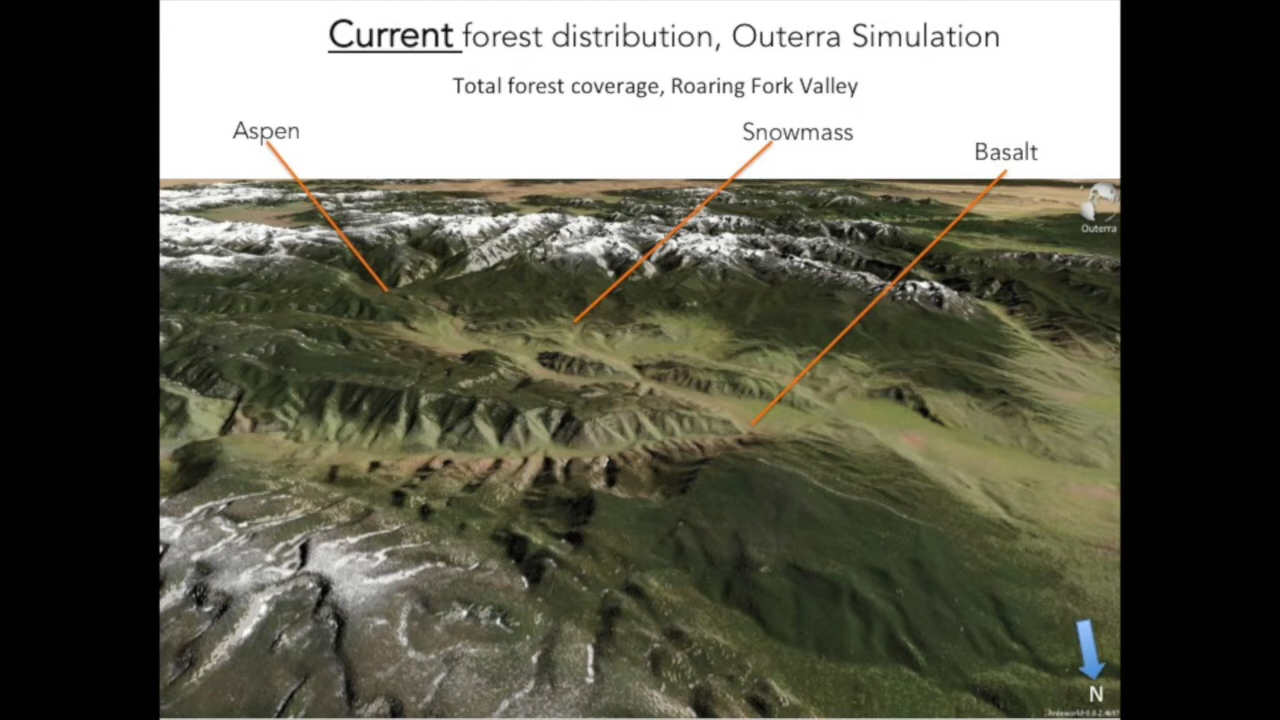 Current forest distribution, Outerra Simulation
Total forest coverage, Roaring Fork Valley
Aspen
Snowmass
Basalt
Outerra
N